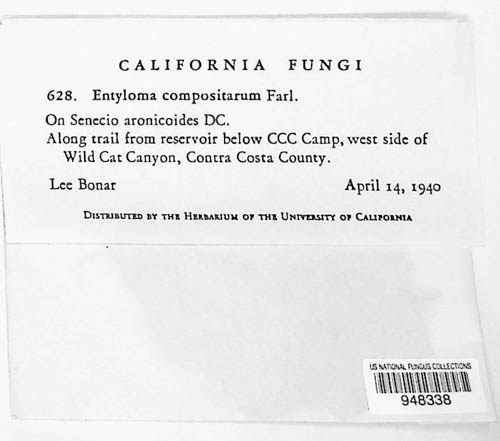 CALIFORNIA FUNGI
628. Entyloma compositarum Farl.
On Senecio aronicoides DC.
Along trail from reservoir below CCC Camp, west side of
Wild Cat Canyon, Contra Costa County.
Lee Bonar April 14, 1940
DISTRIBUTED BY THE HERBARIUM OF THE UNIVERSITY OF CALIFORNIA
US NATIONAL FUNGUS COLLECTIONS
948338